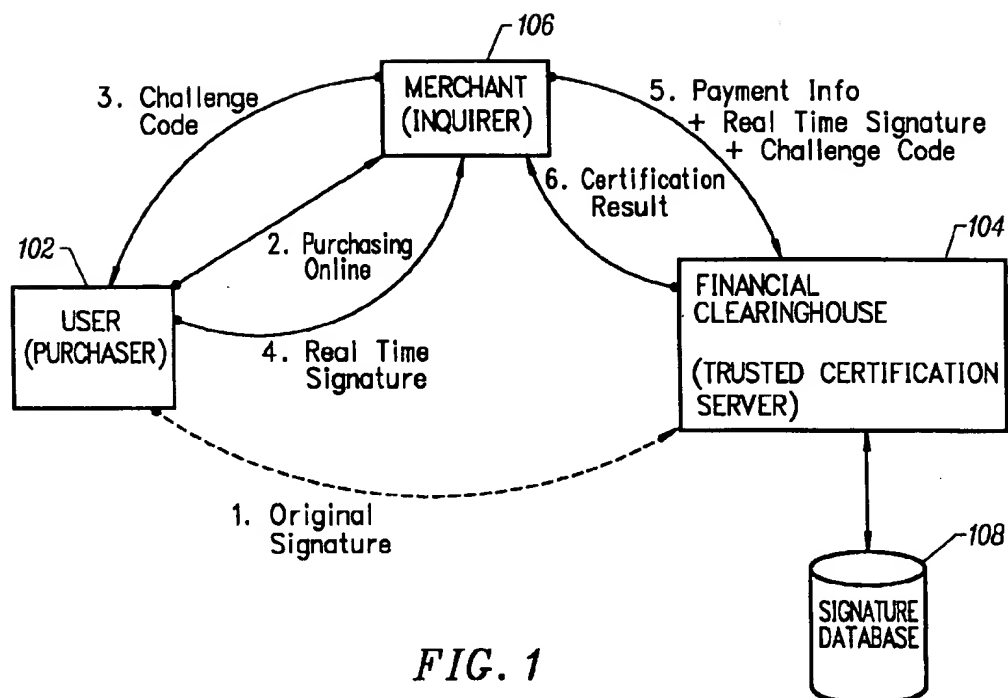 106
MERCHANT
(INQUIRER)
3. Challenge
Code
5. Payment Info
+ Real Time Signature
+ Challenge Code
6. Certification
Result
102
2. Purchasing
Online
104
USER
(PURCHASER)
FINANCIAL
CLEARINGHOUSE
(TRUSTED CERTIFICATION
SERVER)
4. Real Time
Signature
1. Original
Signature
108
SIGNATURE
DATABASE
FIG. 1